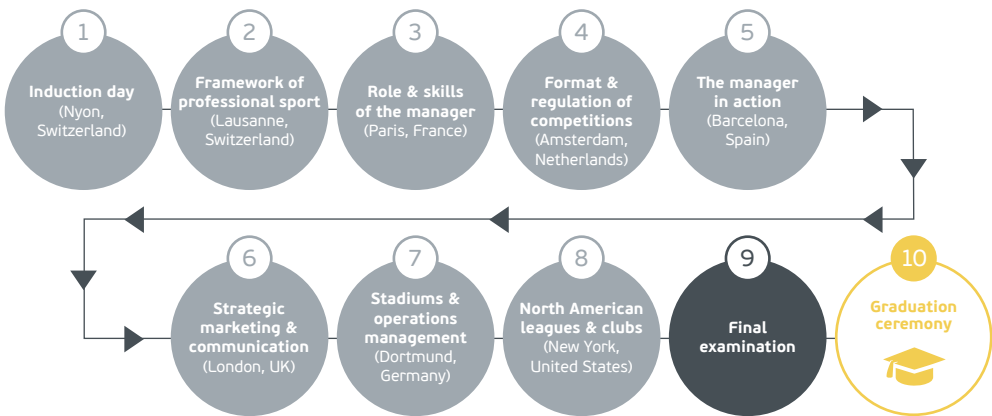 1
Induction day
(Nyon,
Switzerland)
2
Framework of
professional sport
(Lausanne,
Switzerland)
3
Role & skills
of the manager
(Paris, France)
4
Format &
regulation of
competitions
(Amsterdam,
Netherlands)
5
The manager
in action
(Barcelona,
Spain)
6
Strategic
marketing &
communication
(London, UK)
7
Stadiums &
operations
management
(Dortmund,
Germany)
8
North American
leagues & clubs
(New York,
United States)
9
Final
examination
10
Graduation
ceremony